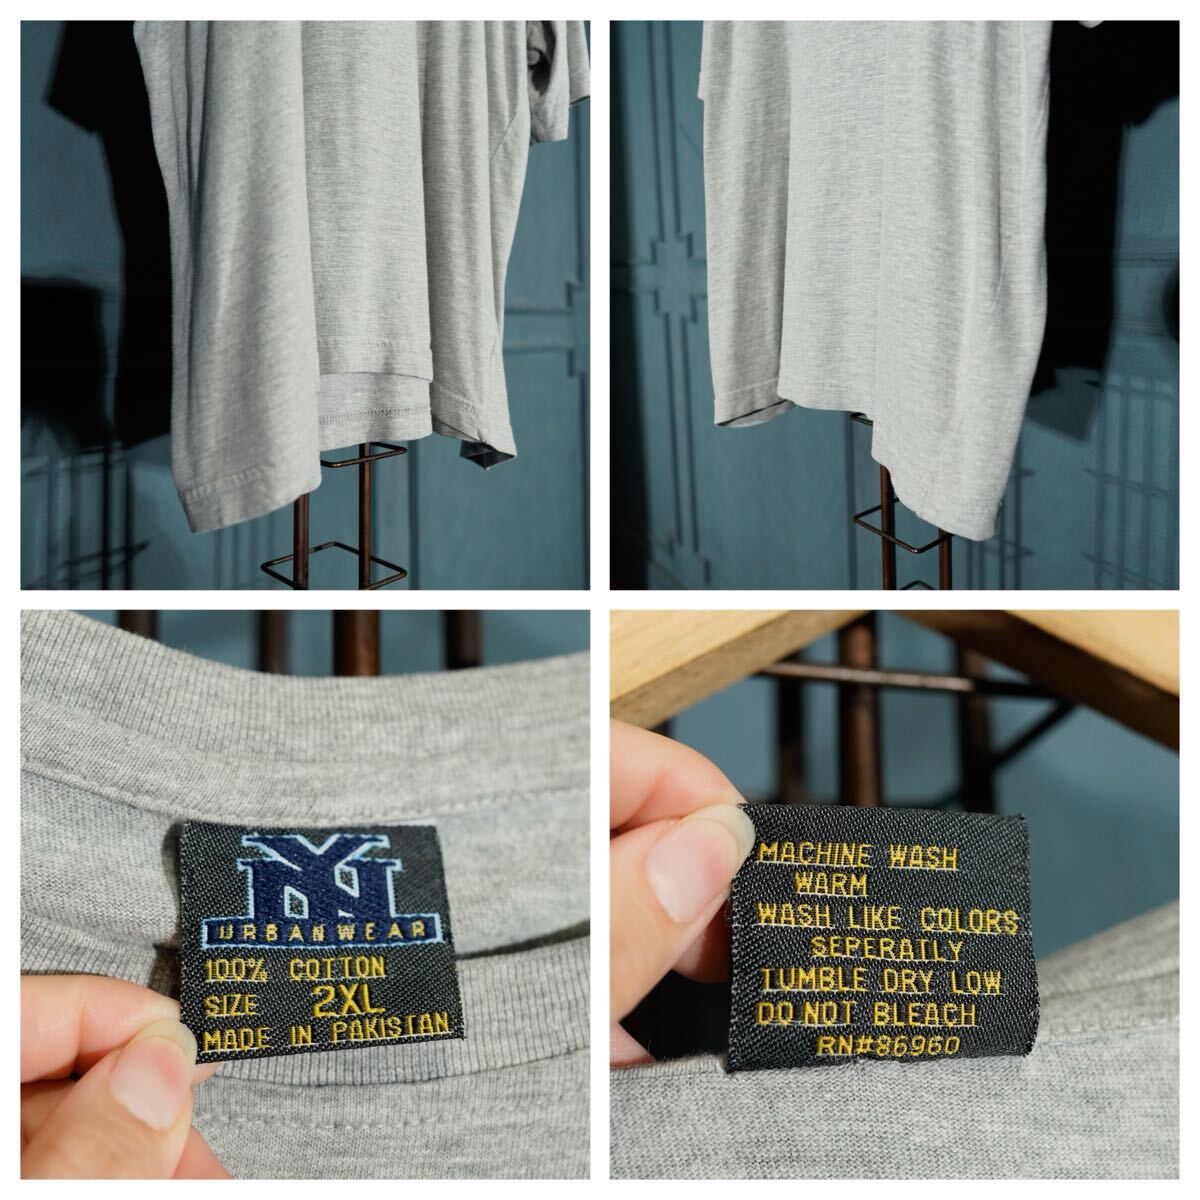 NY
URBANWEAR
100% COTTON
SIZE 2XL
MADE IN PAKISTAN
MACHINE WASH
WARM
WASH LIKE COLORS
SEPERATLY
TUMBLE DRY LOW
DO NOT BLEACH
RN#86960